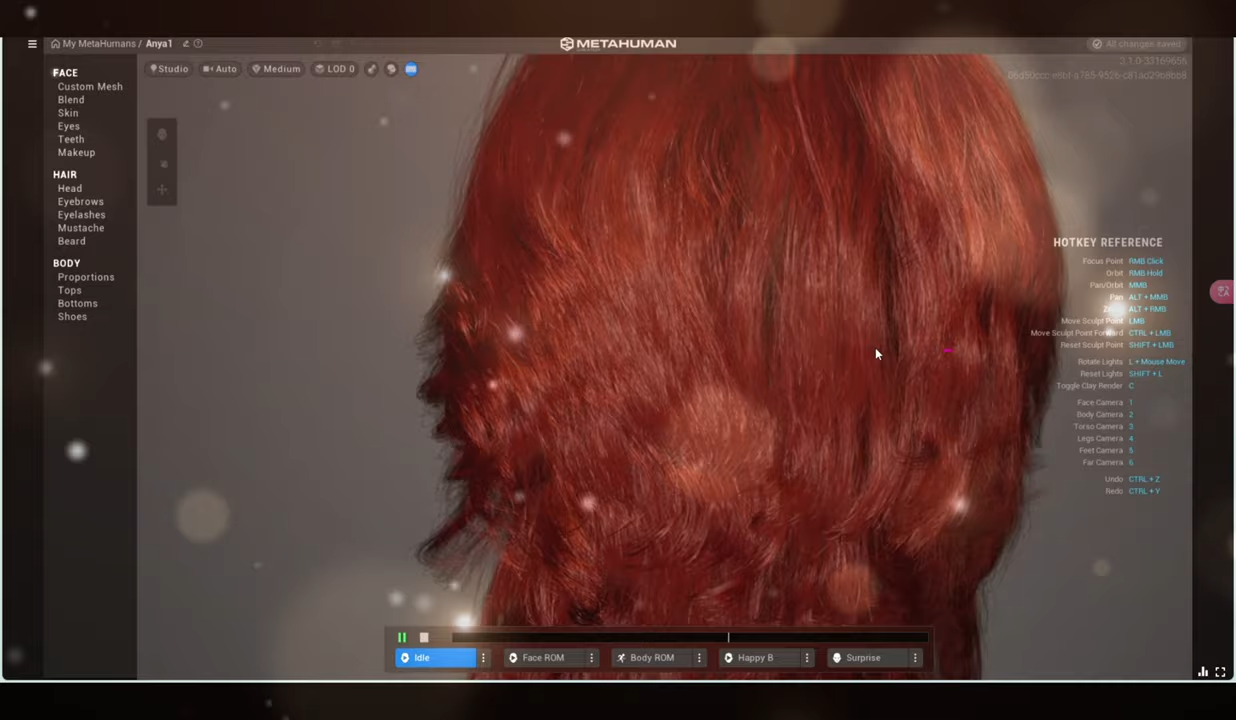 My MetaHumans / Anya1
METAHUMAN
All changes saved
Studio
Auto
Medium
LOD 0
FACE
Custom Mesh
Blend
Skin
Eyes
Teeth
Makeup
HAIR
Head
Eyebrows
Eyelashes
Mustache
Beard
BODY
Proportions
Tops
Bottoms
Shoes
HOTKEY REFERENCE
Focus Point RMB Click
Orbit RMB Hold
Pan/Orbit MMB
Pan ALT + MMB
ALT + RMB
Move Sculpt Point LMB
Move Sculpt Point Forward CTRL + LMB
Reset Sculpt Point SHIFT + LMB
Rotate Lights L + Mouse Move
Reset Lights SHIFT + L
Toggle Clay Render C
Face Camera 1
Body Camera 2
Torso Camera 3
Legs Camera 4
Feet Camera 5
Far Camera 6
Undo CTRL + Z
Redo CTRL + Y
Idle
Face ROM
Body ROM
Happy B
Surprise